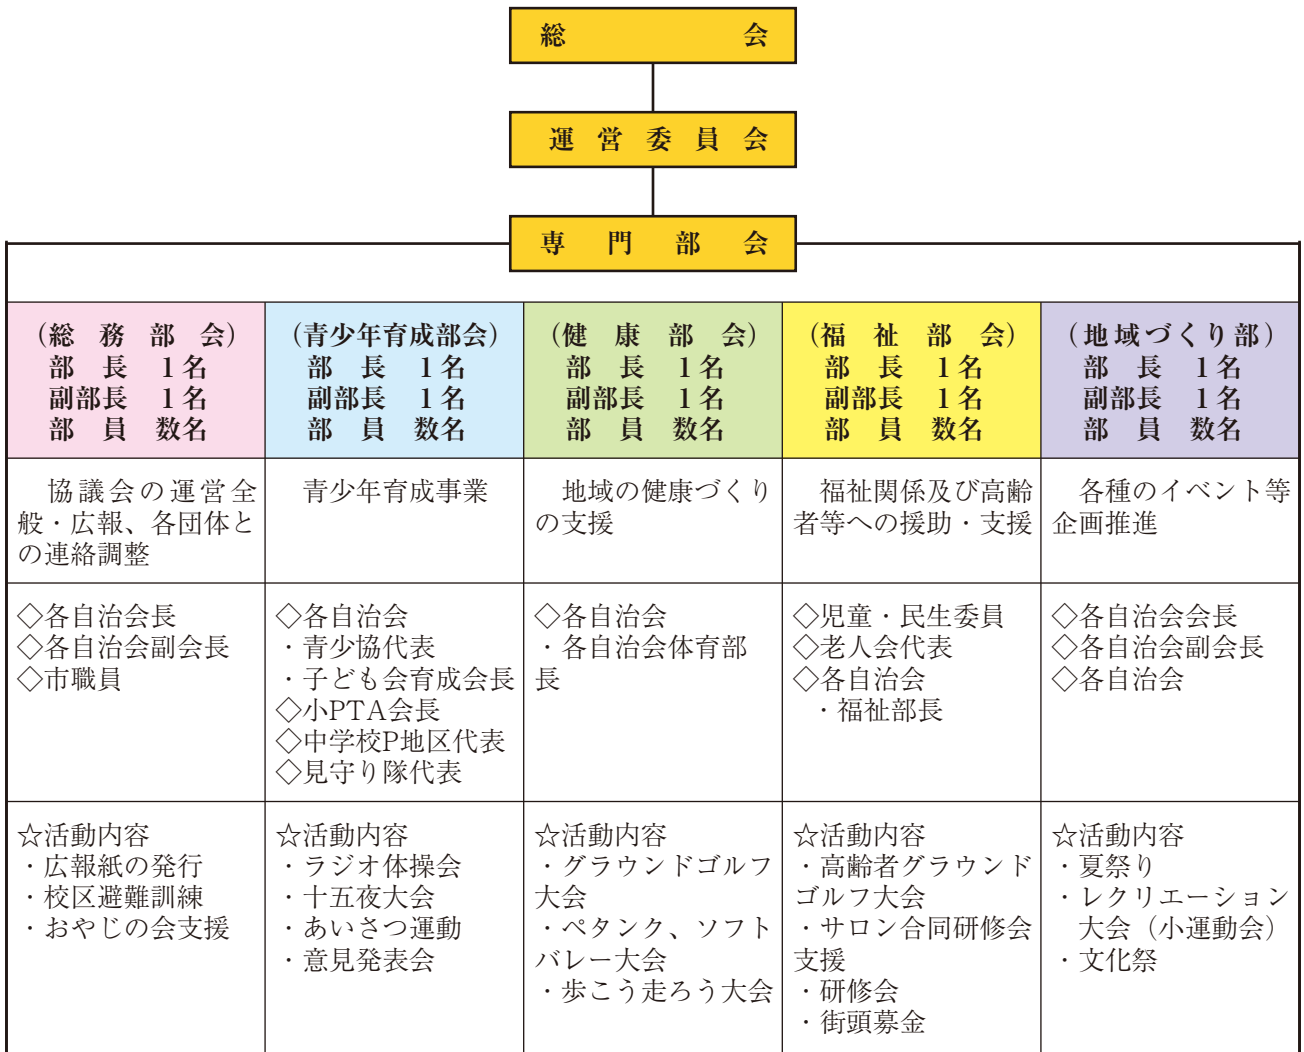 総会
運営委員会
専門部会
（総務部会）
部長 1名
副部長 1名
部員 数名
協議会の運営全
般・広報、各団体と
の連絡調整
◇各自治会長
◇各自治会副会長
◇市職員
☆活動内容
・広報紙の発行
・校区避難訓練
・おやじの会支援
（青少年育成部会）
部長 1名
副部長 1名
部員 数名
青少年育成事業
◇各自治会
・青少協代表
・子ども会育成会長
◇小PTA会長
◇中学校P地区代表
◇見守り隊代表
☆活動内容
・ラジオ体操会
・十五夜大会
・あいさつ運動
・意見発表会
（健康部会）
部長 1名
副部長 1名
部員 数名
地域の健康づくり
の支援
◇各自治会
・各自治会体育部
長
☆活動内容
・グラウンドゴルフ
大会
・ペタンク、ソフト
バレー大会
・歩こう走ろう大会
（福祉部会）
部長 1名
副部長 1名
部員 数名
福祉関係及び高齢
者等への援助・支援
◇児童・民生委員
◇老人会代表
◇各自治会
・福祉部長
☆活動内容
・高齢者グラウンド
ゴルフ大会
・サロン合同研修会
支援
・研修会
・街頭募金
（地域づくり部）
部長 1名
副部長 1名
部員 数名
各種のイベント等
企画推進
◇各自治会会長
◇各自治会副会長
◇各自治会
☆活動内容
・夏祭り
・レクリエーション
大会（小運動会）
・文化祭